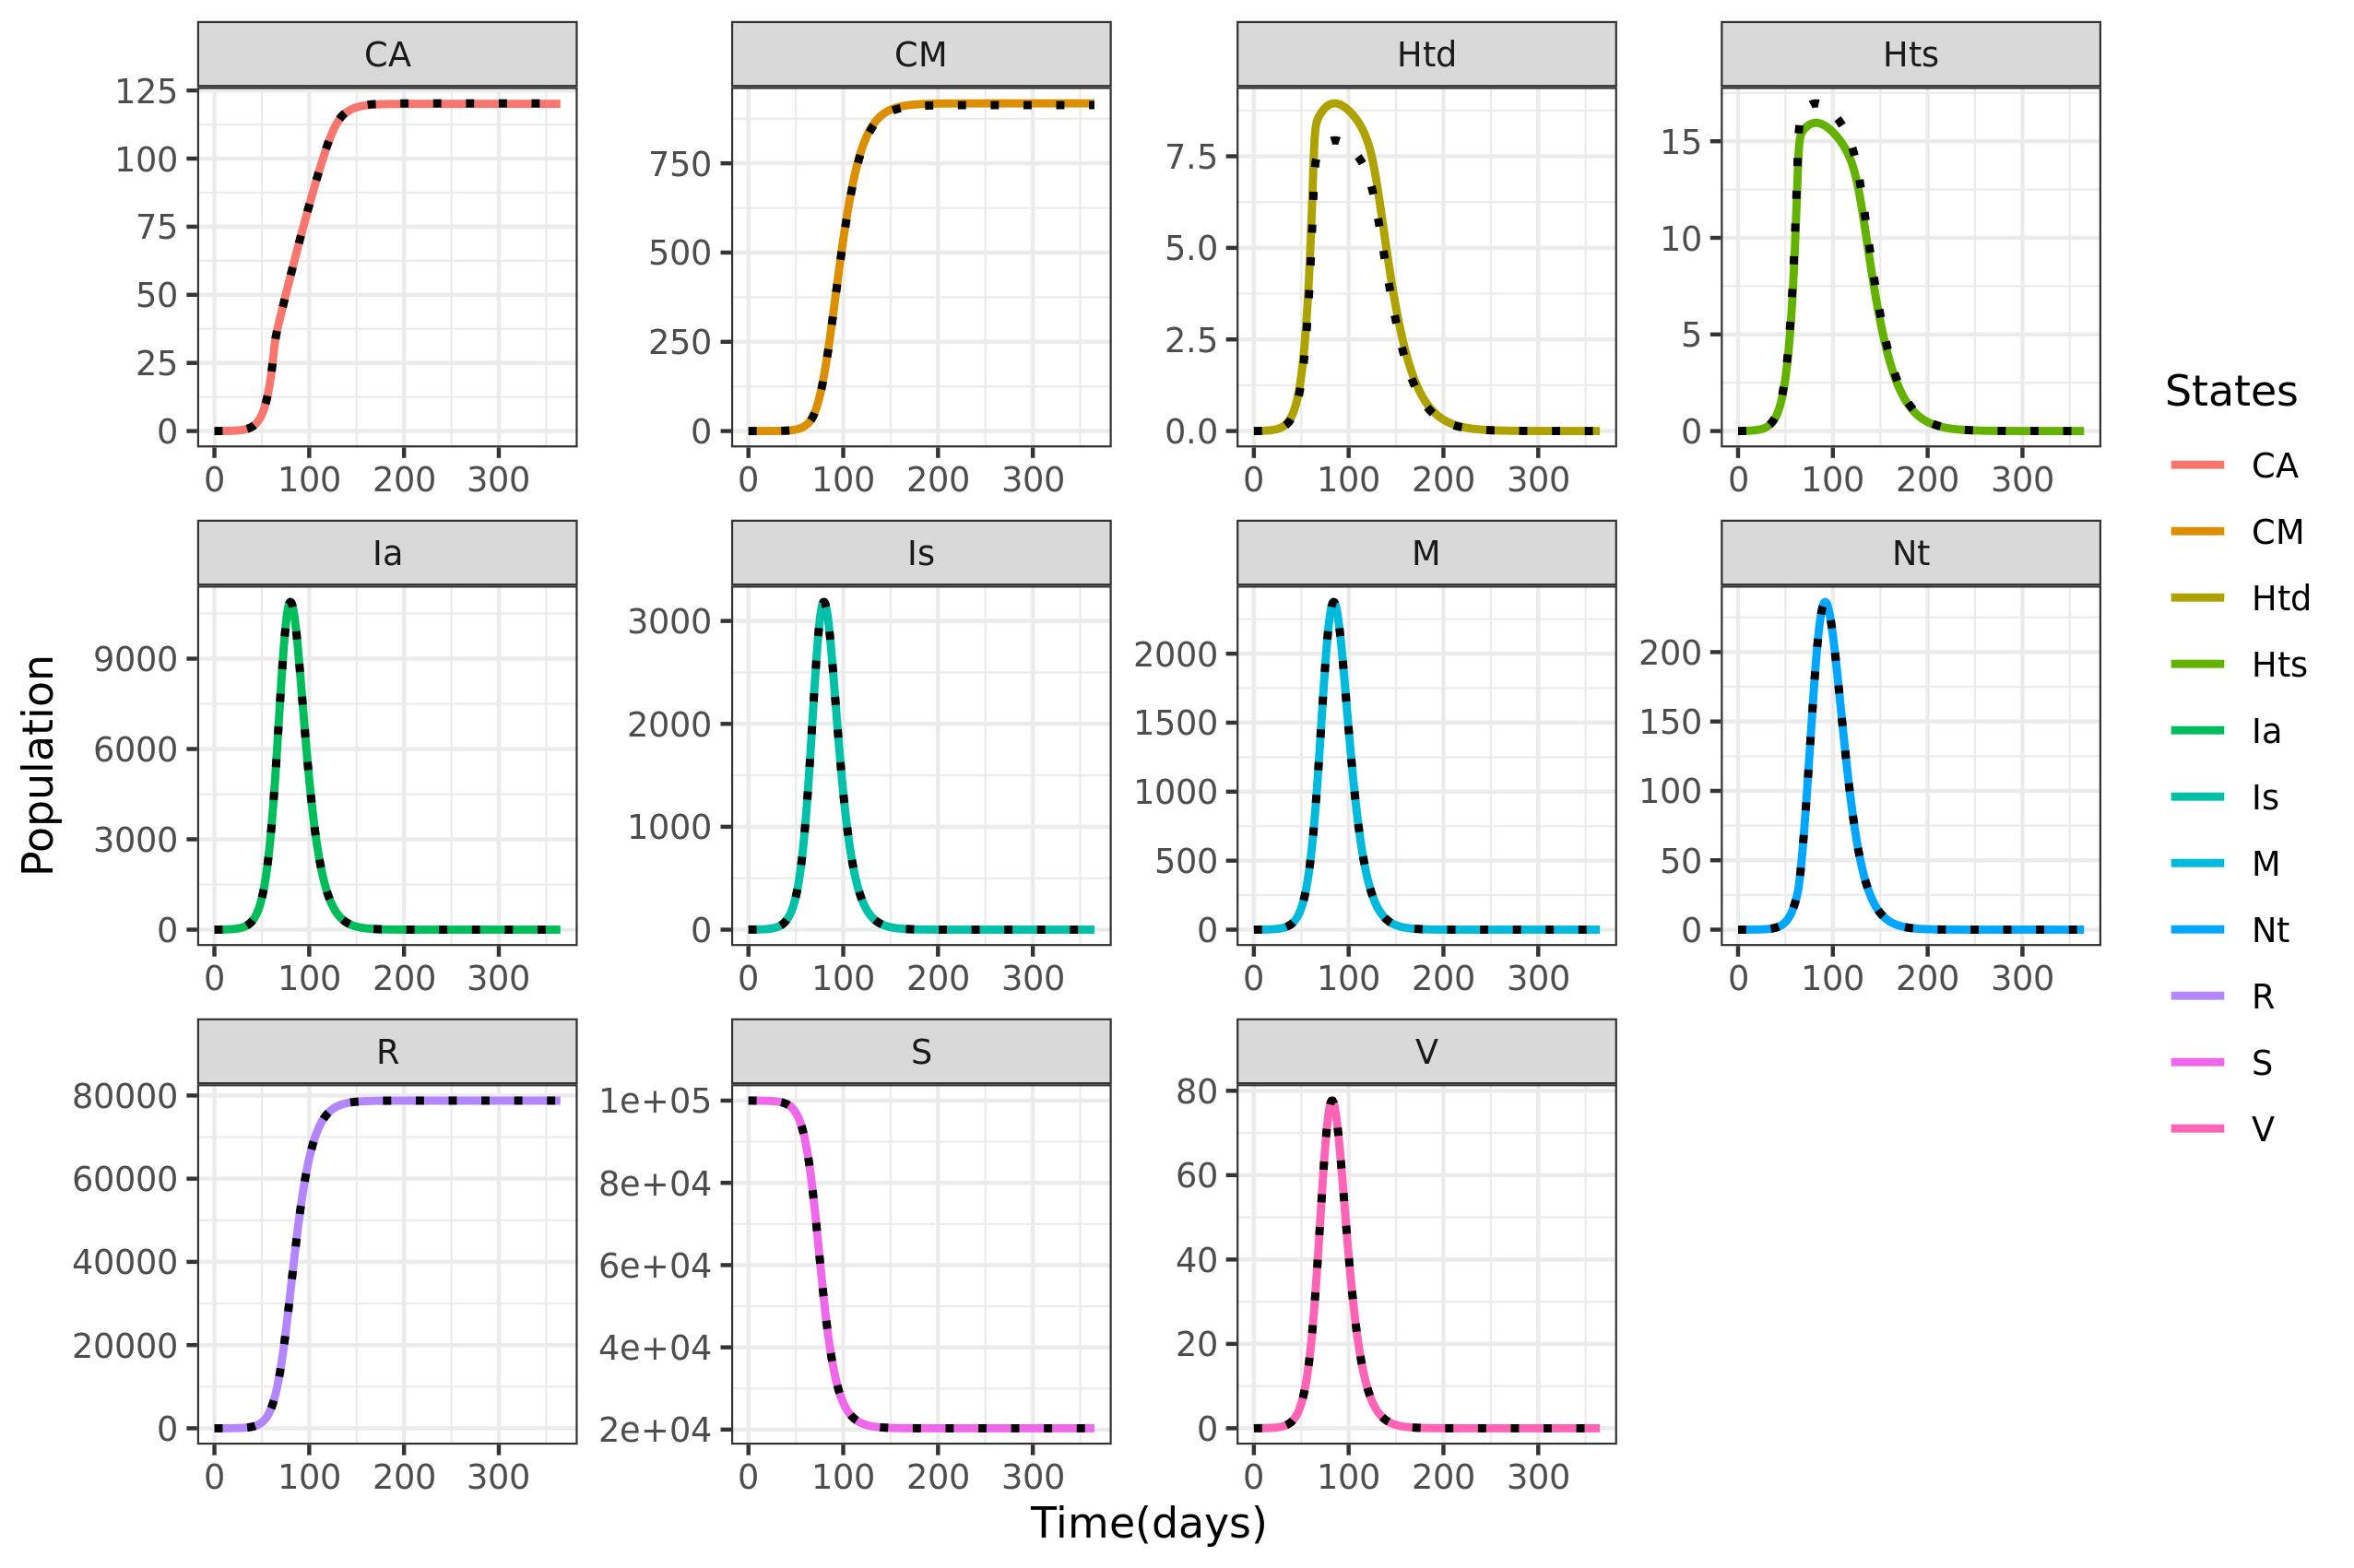 CA
CM
Htd
Hts
125
100
75
50
25
0
0 100 200 300
750
500
250
0
0 100 200 300
7.5
5.0
2.5
0.0
0 100 200 300
15
10
5
0
0 100 200 300
Ia
Is
M
Nt
9000
6000
3000
0
0 100 200 300
3000
2000
1000
0
0 100 200 300
2000
1500
1000
500
0
0 100 200 300
200
150
100
50
0
0 100 200 300
R
S
V
80000
60000
40000
20000
0
0 100 200 300
1e+05
8e+04
6e+04
4e+04
2e+04
0 100 200 300
80
60
40
20
0
0 100 200 300
Population
Time(days)
States
CA
CM
Htd
Hts
Ia
Is
M
Nt
R
S
V